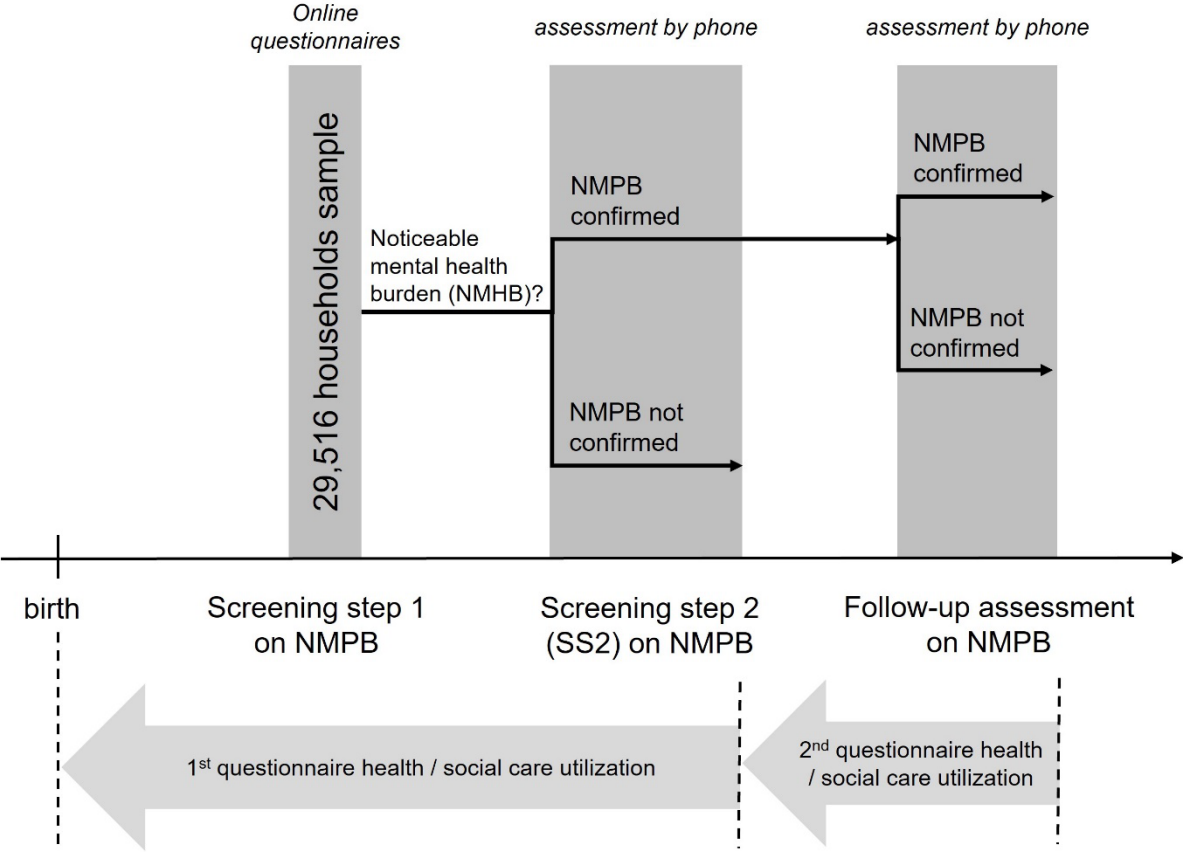 Online
questionnaires
assessment by phone
assessment by phone
29,516 households sample
Noticeable
mental health
burden (NMHB)?
NMPB
confirmed
NMPB not
confirmed
NMPB
confirmed
NMPB not
confirmed
birth
Screening step 1
on NMPB
Screening step 2
(SS2) on NMPB
Follow-up assessment
on NMPB
1st questionnaire health / social care utilization
2nd questionnaire health
/ social care utilization